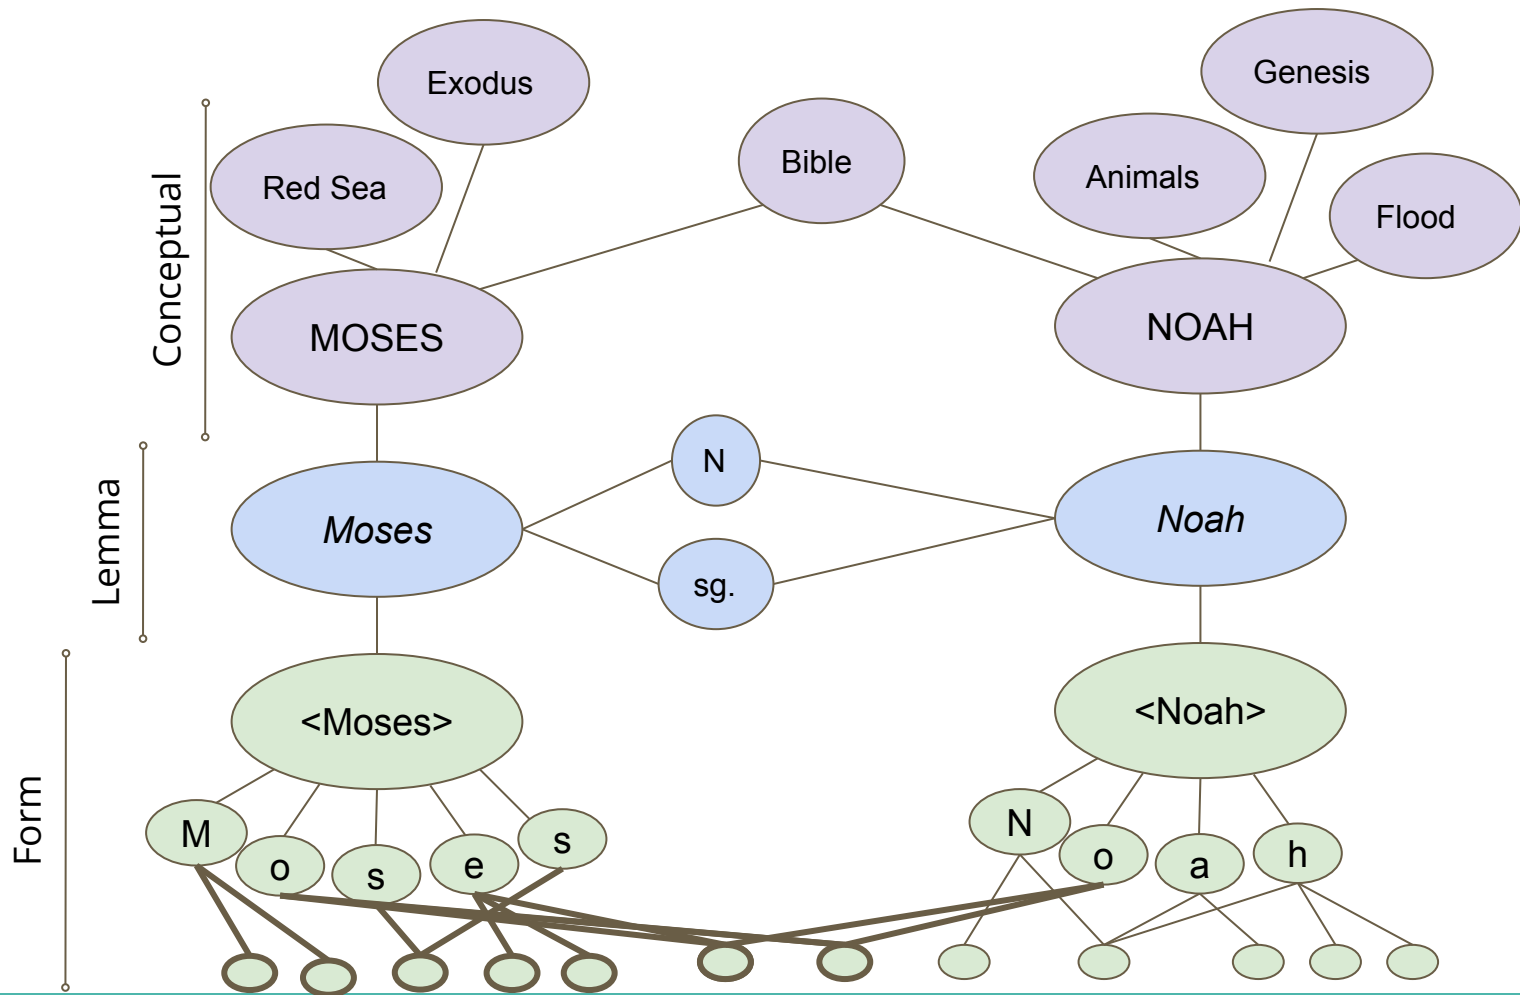 Exodus
Genesis
Bible
Animals
Red Sea
Flood
Conceptual
MOSES
NOAH
N
Moses
Noah
sg.
Lemma
<Moses>
<Noah>
Form
M
o
s
e
s
N
o
a
h